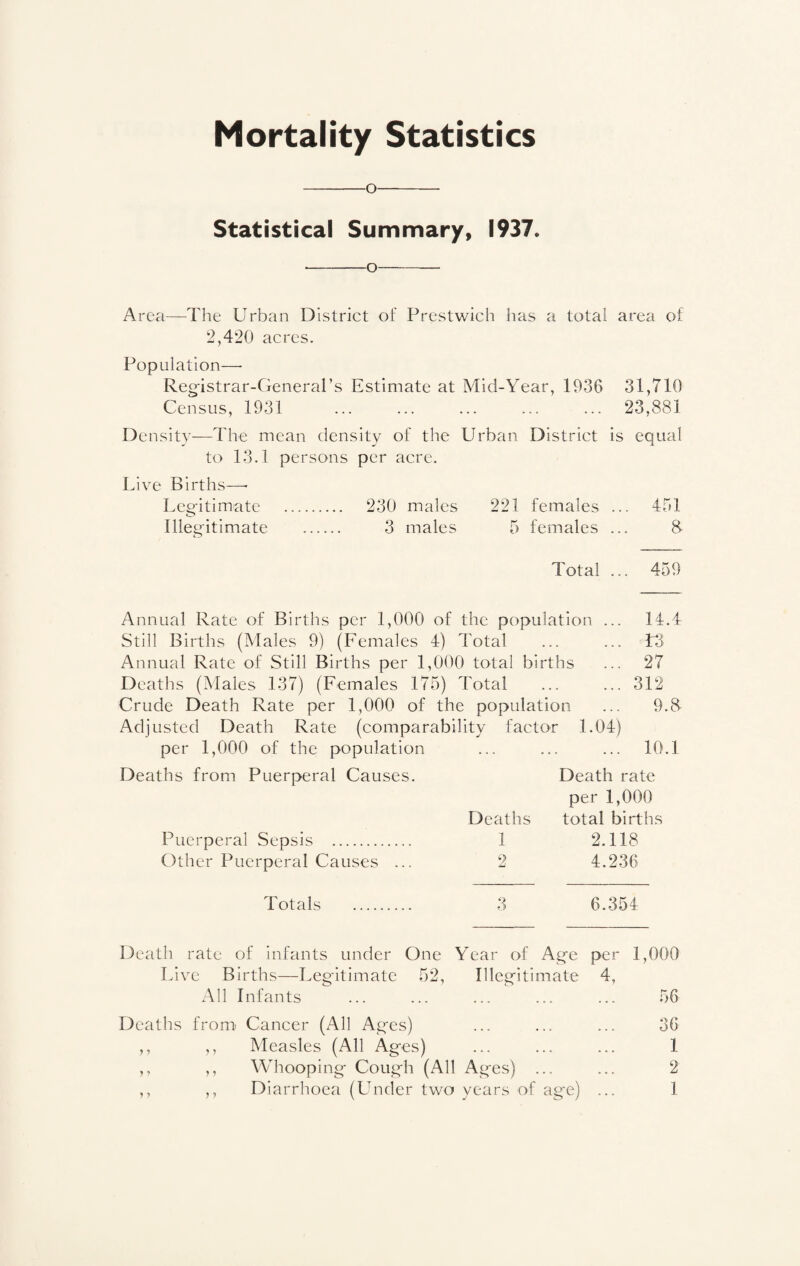 Mortality Statistics
Statistical Summary, 1937.
Area—The Urban District of Prestwich has a total area of
2,420 acres.
Population—
Registrar-General's Estimate at Mid-Year, 1936 31,710
Census, 1931 ... ... ... ... ... 23,881
Density—The mean density of the Urban District is equal
to 13.1 persons per acre.
Live Births—
Legitimate ......... 230 males 221 females ... 451
Illegitimate ...... 3 males 5 females ... 8
Total ... 459
Annual Rate of Births per 1,000 of the population ... 14.4
Still Births (Males 9) (Females 4) Total ... ... 13
Annual Rate of Still Births per 1,000 total births ... 27
Deaths (Males 137) (Females 175) Total ... ... 312
Crude Death Rate per 1,000 of the population ... 9.8
Adjusted Death Rate (comparability factor 1.04)
per 1,000 of the population ... ... ... 10.1
Deaths from Puerperal Causes. Death rate
per 1,000
Deaths total births
Puerperal Sepsis ............ 1 2.118
Other Puerperal Causes ... 2 4.236
Totals ......... 3 6.354
Death rate of infants under One Year of Age per 1,000
Live Births—Legitimate 52, Illegitimate 4,
All Infants ... ... ... ... ... 56
Deaths from Cancer (All Ages) ... ... ... 36
,, ,, Measles (All Ages) ... ... ... 1
,, ,, Whooping Cough (All Ages) ... ... 2
,, ,, Diarrhoea (Under two years of age) ... 1